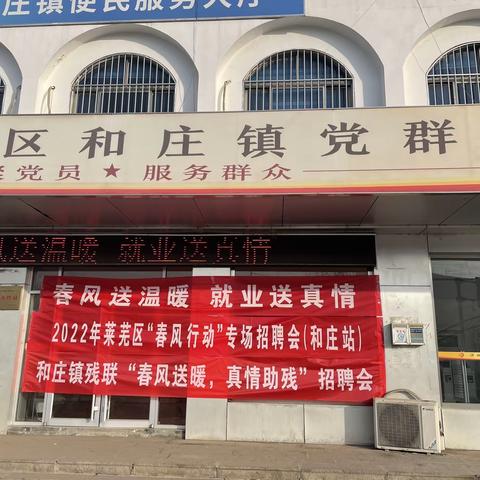 庄镇便民服务大厅
区和庄镇党群
党员★服务群众
风送温暖 就业送真情
春风送温暖 就业送真情
2022年莱芜区“春风行动”专场招聘会(和庄站)
和庄镇残联“春风送暖，真情助残”招聘会